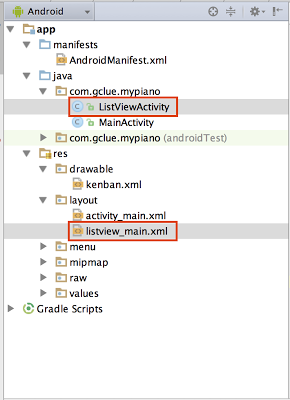 Android
app
manifests
AndroidManifest.xml
java
com.gclue.mypiano
ListViewActivity
MainActivity
com.gclue.mypiano (androidTest)
res
drawable
kenban.xml
layout
activity_main.xml
listview_main.xml
menu
mipmap
raw
values
Gradle Scripts